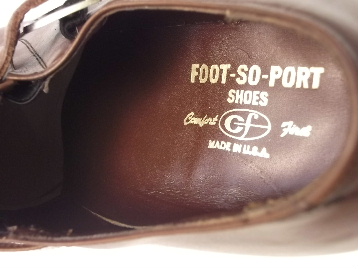 FOOT-SO-PORT
SHOES
Comfort CF First
MADE IN U.S.A.